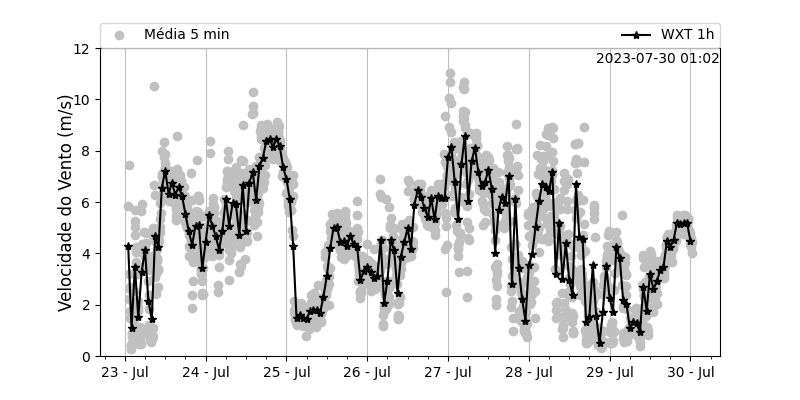 Média 5 min WXT 1h
2023-07-30 01:02
Velocidade do Vento (m/s)
12
10
8
6
4
2
0
23 - Jul 24 - Jul 25 - Jul 26 - Jul 27 - Jul 28 - Jul 29 - Jul 30 - Jul